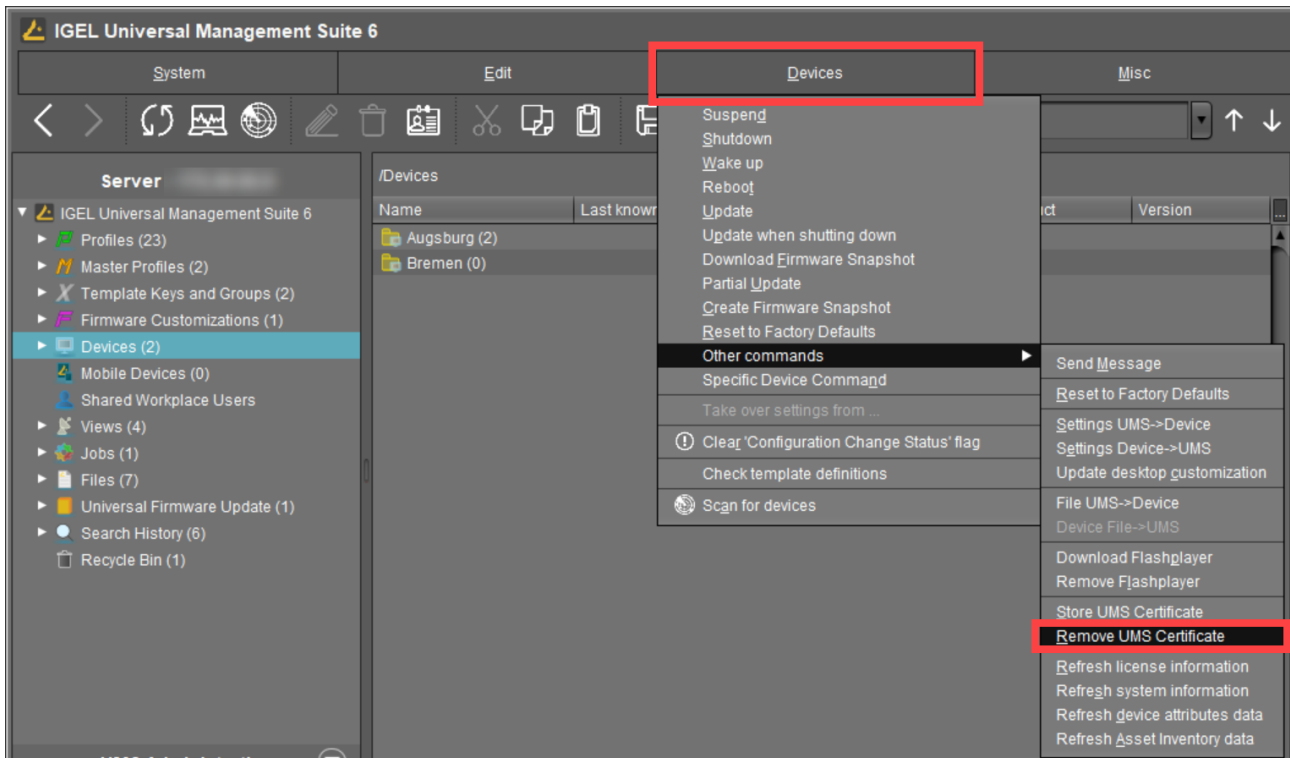 IGEL Universal Management Suite 6
System Edit Devices Misc
Server
IGEL Universal Management Suite 6
Profiles (23)
Master Profiles (2)
Template Keys and Groups (2)
Firmware Customizations (1)
Devices (2)
Mobile Devices (0)
Shared Workplace Users
Views (4)
Jobs (1)
Files (7)
Universal Firmware Update (1)
Search History (6)
Recycle Bin (1)
/Devices
Name Last know Version
Augsburg (2)
Bremen (0)
Suspend
Shutdown
Wake up
Reboot
Update
Update when shutting down
Download Firmware Snapshot
Partial Update
Create Firmware Snapshot
Reset to Factory Defaults
Other commands
Specific Device Command
Take over settings from ...
Clear 'Configuration Change Status' flag
Check template definitions
Scan for devices
Send Message
Reset to Factory Defaults
Settings UMS->Device
Settings Device->UMS
Update desktop customization
File UMS->Device
Device File->UMS
Download Flashplayer
Remove Flashplayer
Store UMS Certificate
Remove UMS Certificate
Refresh license information
Refresh system information
Refresh device attributes data
Refresh Asset Inventory data